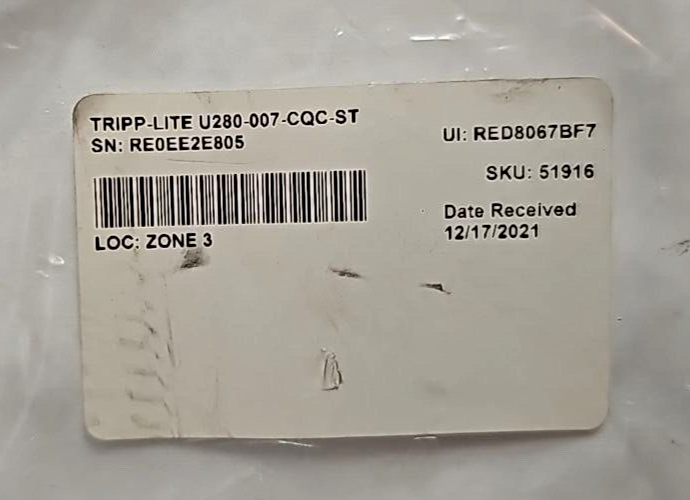 TRIPP-LITE U280-007-CQC-ST
SN: RE0EE2E805
UI: RED8067BF7
SKU: 51916
LOC: ZONE 3
Date Received
12/17/2021